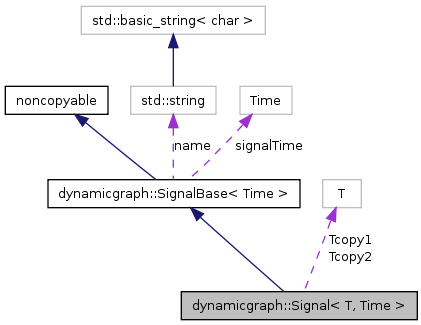 std::basic_string< char >
noncopyable
std::string
Time
name
signalTime
dynamicgraph::SignalBase< Time >
T
Tcopy1
Tcopy2
dynamicgraph::Signal< T, Time >